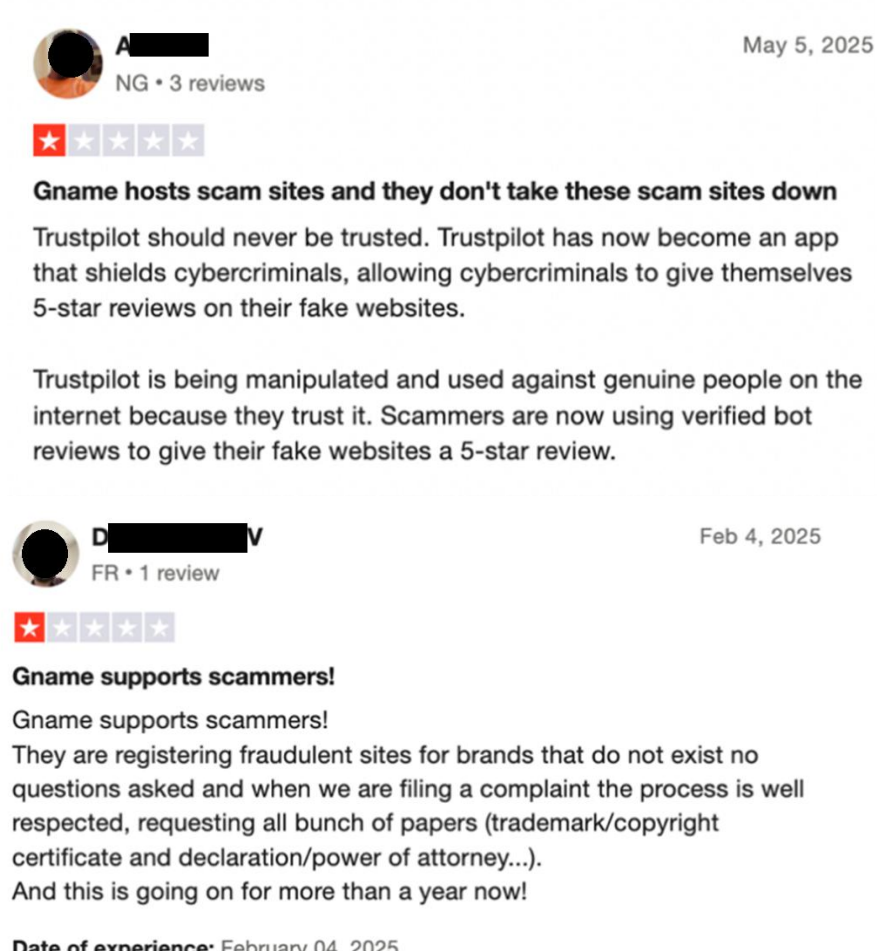 A
May 5, 2025
NG • 3 reviews
Gname hosts scam sites and they don't take these scam sites down
Trustpilot should never be trusted. Trustpilot has now become an app
that shields cybercriminals, allowing cybercriminals to give themselves
5-star reviews on their fake websites.
Trustpilot is being manipulated and used against genuine people on the
internet because they trust it. Scammers are now using verified bot
reviews to give their fake websites a 5-star review.
D V
Feb 4, 2025
FR • 1 review
Gname supports scammers!
Gname supports scammers!
They are registering fraudulent sites for brands that do not exist no
questions asked and when we are filing a complaint the process is well
respected, requesting all bunch of papers (trademark/copyright
certificate and declaration/power of attorney...).
And this is going on for more than a year now!
Date of experience: February 04, 2025